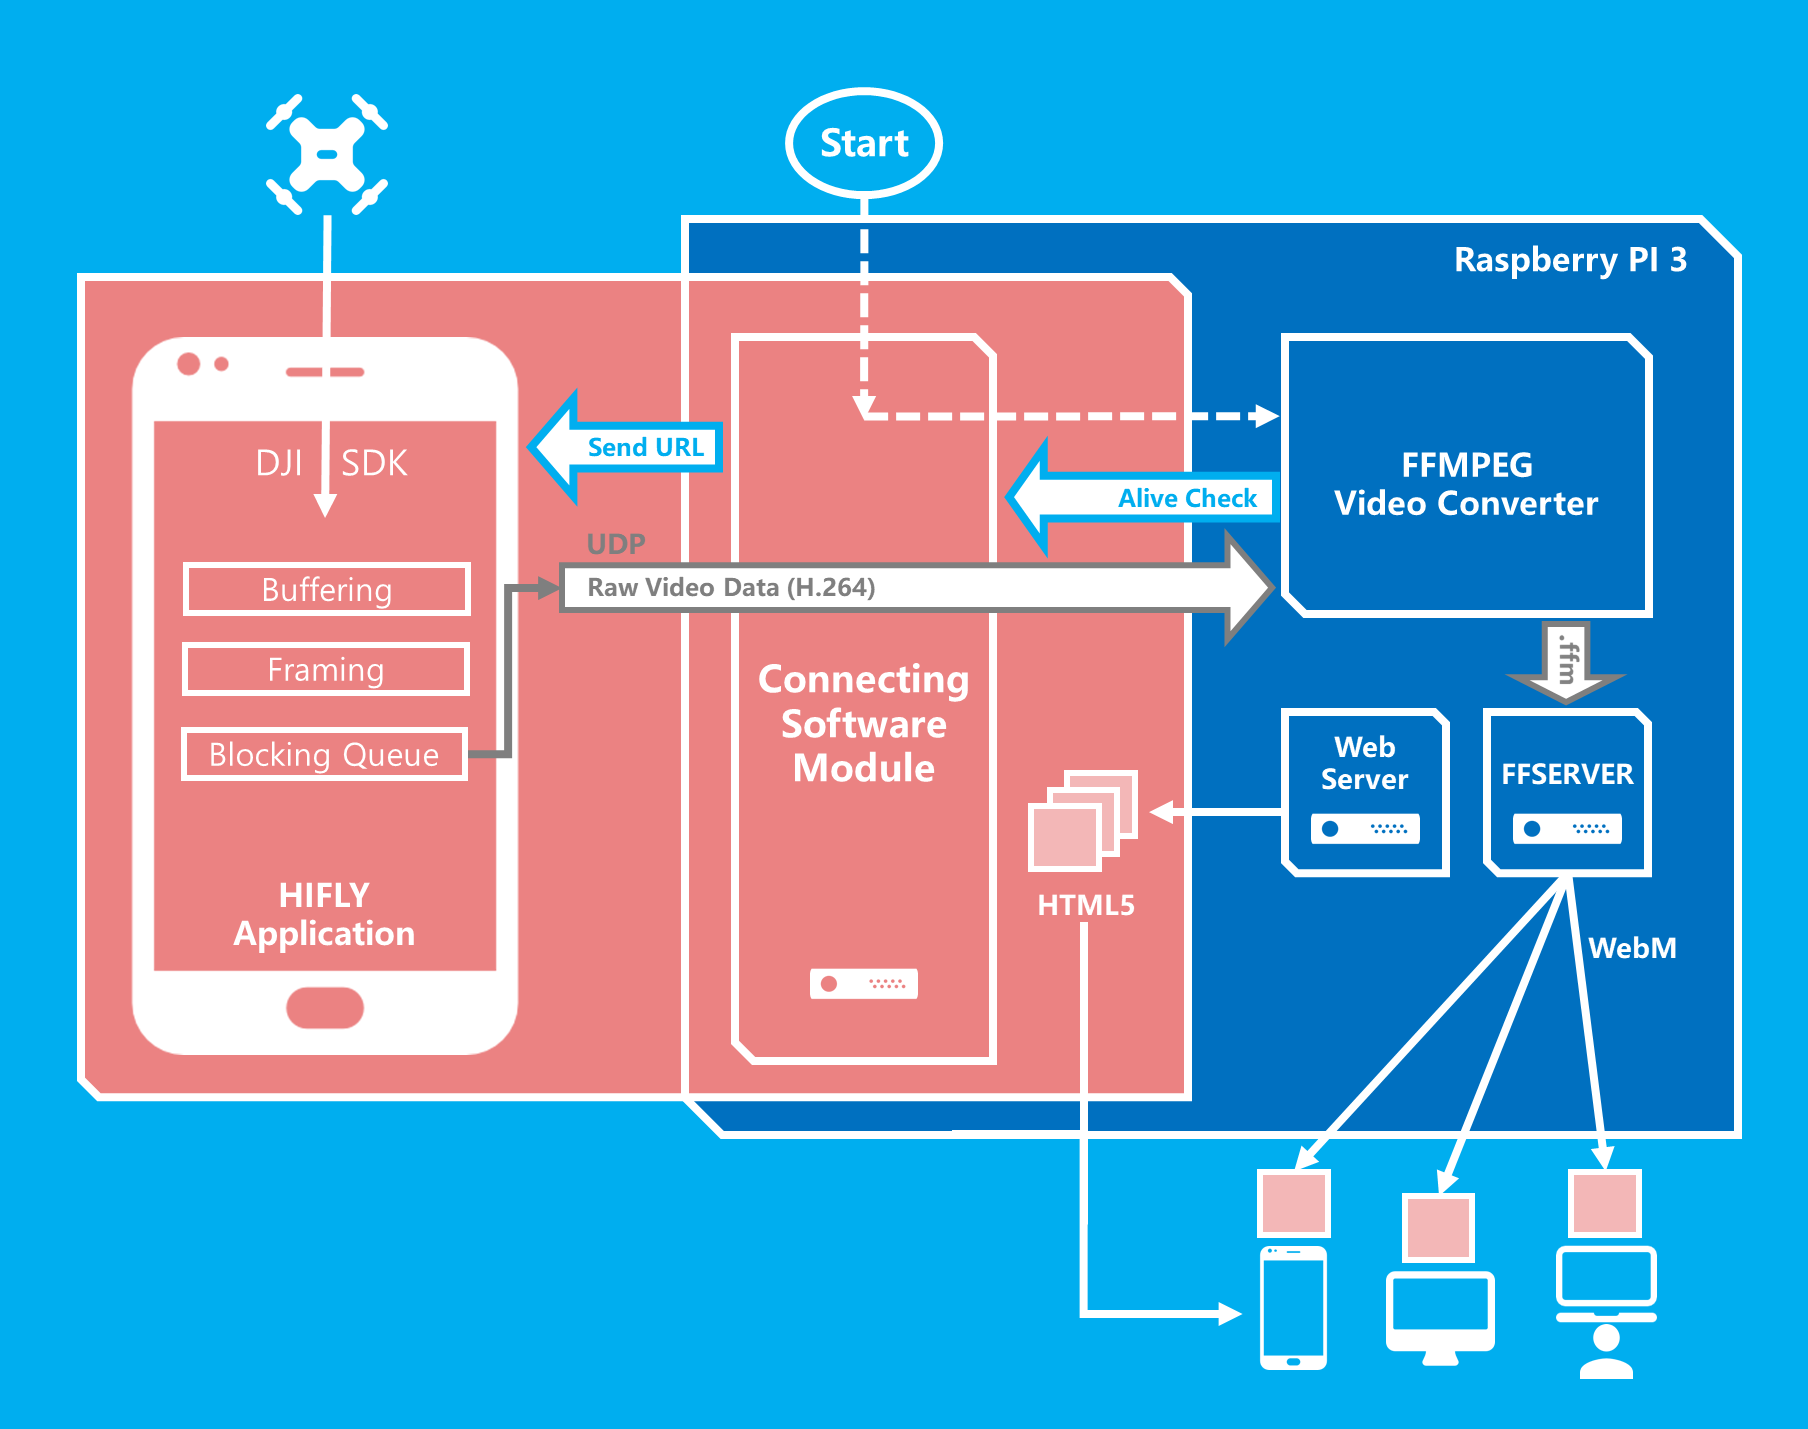 Start
Raspberry PI 3
DJI SDK
Send URL
FFMPEG
Video Converter
Alive Check
UDP
Raw Video Data (H.264)
Buffering
Framing
Blocking Queue
.ffm
Connecting
Software
Module
Web
Server
FFSERVER
HIFLY
Application
HTML5
WebM